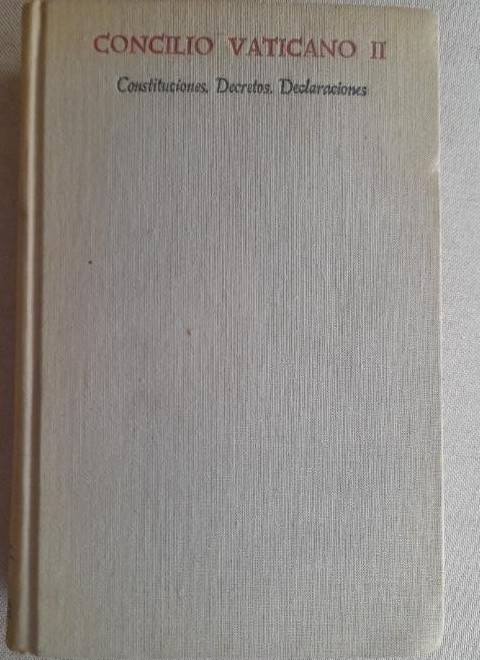 CONCILIO VATICANO II
Constituciones. Decretos. Declaraciones